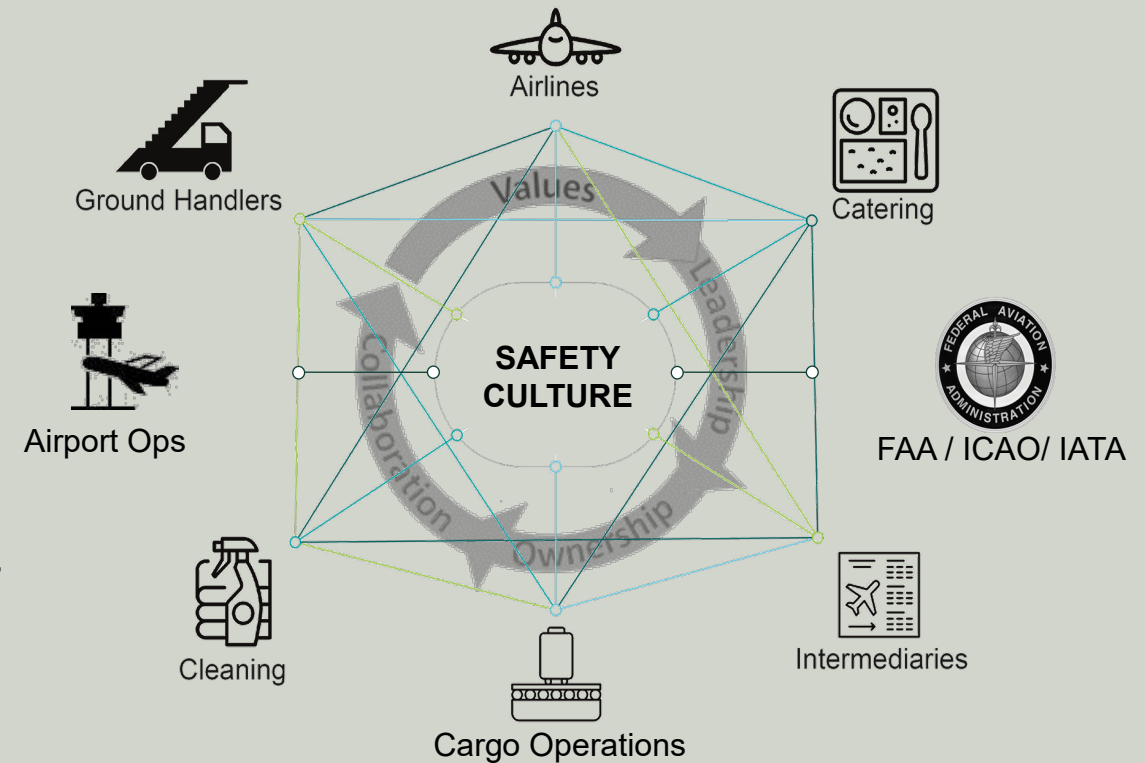 Airlines
Ground Handlers
Catering
Values
Leadership
SAFETY
CULTURE
Collaboration
Ownership
FEDERAL AVIATION
ADMINISTRATION
Airport Ops
FAA / ICAO/ IATA
Cleaning
Intermediaries
Cargo Operations